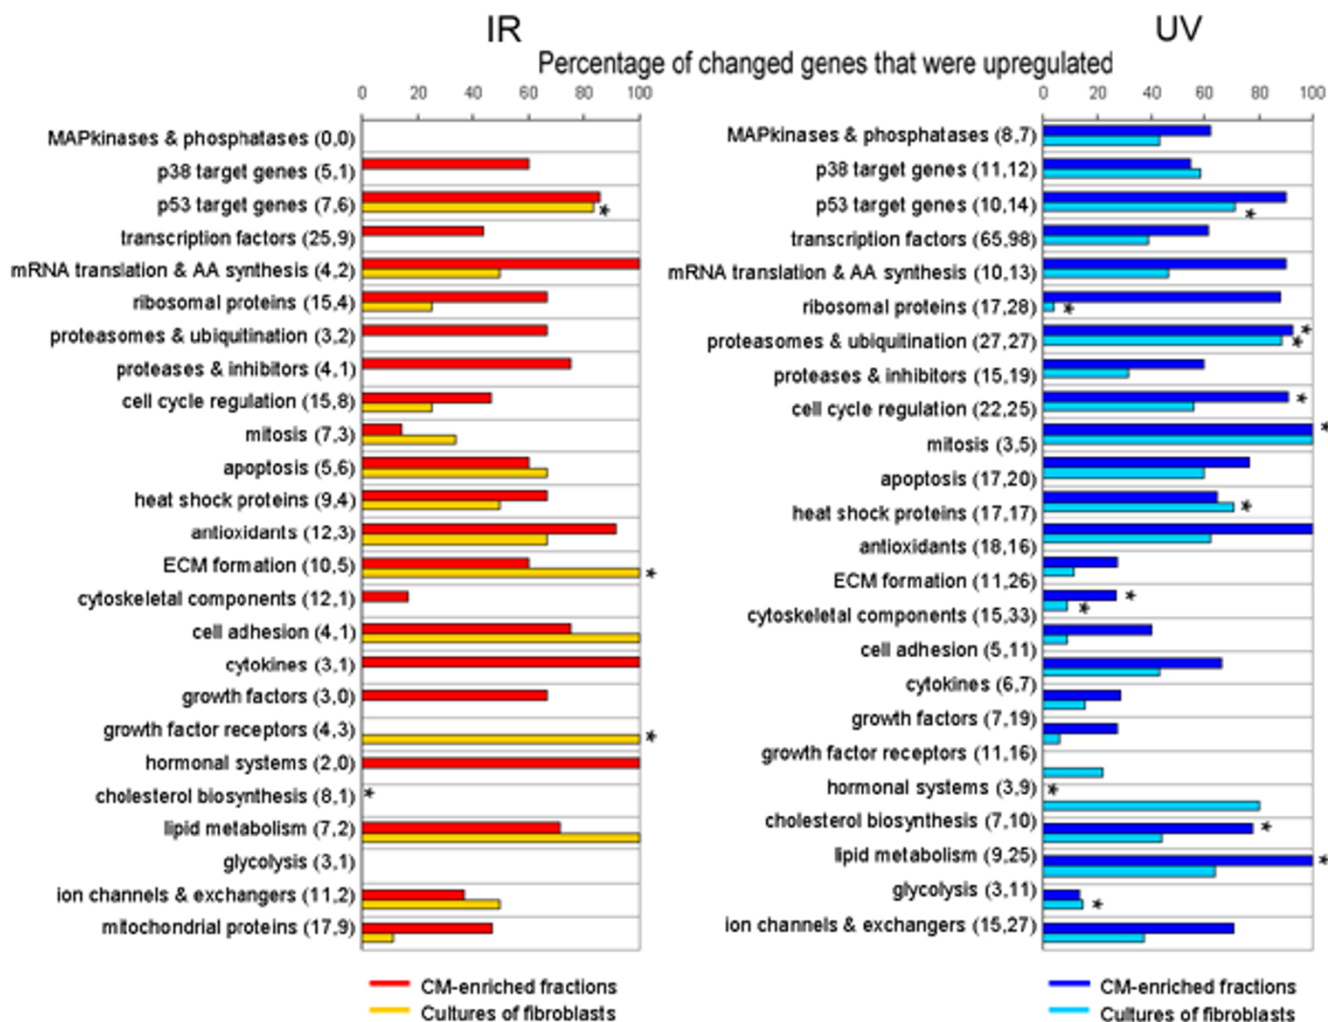 IR
UV
Percentage of changed genes that were upregulated
0 20 40 60 80 100
0 20 40 60 80 100
MAPkinases & phosphatases (0,0)
p38 target genes (5,1)
p53 target genes (7,6)
*
transcription factors (25,9)
mRNA translation & AA synthesis (4,2)
ribosomal proteins (15,4)
proteasomes & ubiquitination (3,2)
proteases & inhibitors (4,1)
cell cycle regulation (15,8)
mitosis (7,3)
apoptosis (5,6)
heat shock proteins (9,4)
antioxidants (12,3)
ECM formation (10,5)
*
cytoskeletal components (12,1)
cell adhesion (4,1)
cytokines (3,1)
growth factors (3,0)
growth factor receptors (4,3)
*
hormonal systems (2,0)
cholesterol biosynthesis (8,1)
*
lipid metabolism (7,2)
glycolysis (3,1)
ion channels & exchangers (11,2)
mitochondrial proteins (17,9)
CM-enriched fractions
Cultures of fibroblasts
MAPkinases & phosphatases (8,7)
p38 target genes (11,12)
p53 target genes (10,14)
*
transcription factors (65,98)
mRNA translation & AA synthesis (10,13)
ribosomal proteins (17,28)
*
proteasomes & ubiquitination (27,27)
*
*
proteases & inhibitors (15,19)
cell cycle regulation (22,25)
*
mitosis (3,5)
*
apoptosis (17,20)
heat shock proteins (17,17)
*
antioxidants (18,16)
ECM formation (11,26)
cytoskeletal components (15,33)
*
*
cell adhesion (5,11)
cytokines (6,7)
growth factors (7,19)
growth factor receptors (11,16)
hormonal systems (3,9)
*
cholesterol biosynthesis (7,10)
*
lipid metabolism (9,25)
*
glycolysis (3,11)
*
ion channels & exchangers (15,27)
CM-enriched fractions
Cultures of fibroblasts